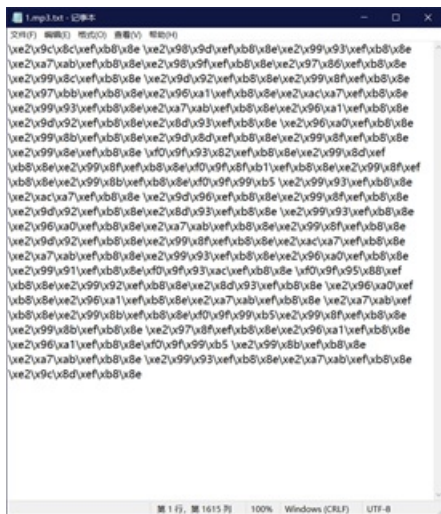 1.mp3.txt - 记事本
文件(F) 编辑(E) 格式(O) 查看(V) 帮助(H)
\xe2\x9c\x8c\xef\xb8\x8e \xe2\x98\x9d\xef\xb8\x8e\xe2\x99\x93\xef\xb8\x8e
\xe2\xa7\xab\xef\xb8\x8e\xe2\x98\x9f\xef\xb8\x8e\xe2\x97\x86\xef\xb8\x8e
\xe2\x99\x8c\xef\xb8\x8e \xe2\x9d\x92\xef\xb8\x8e\xe2\x99\x8f\xef\xb8\x8e
\xe2\x97\xbb\xef\xb8\x8e\xe2\x96\xa1\xef\xb8\x8e\xe2\xac\xa7\xef\xb8\x8e
\xe2\x99\x93\xef\xb8\x8e\xe2\xa7\xab\xef\xb8\x8e\xe2\x96\xa1\xef\xb8\x8e
\xe2\x9d\x92\xef\xb8\x8e\xe2\x8d\x93\xef\xb8\x8e \xe2\x96\xa0\xef\xb8\x8e
\xe2\x99\x8b\xef\xb8\x8e\xe2\x9d\x8d\xef\xb8\x8e\xe2\x99\x8f\xef\xb8\x8e
\xe2\x99\x8e\xef\xb8\x8e \xf0\x9f\x93\x82\xef\xb8\x8e\xe2\x99\x8d\xef
\xb8\x8e\xe2\x99\x8f\xef\xb8\x8e\xf0\x9f\x8f\xb1\xef\xb8\x8e\xe2\x99\x8f\xef
\xb8\x8e\xe2\x99\x8b\xef\xb8\x8e\xf0\x9f\x99\xb5 \xe2\x99\x93\xef\xb8\x8e
\xe2\xac\xa7\xef\xb8\x8e \xe2\x9d\x96\xef\xb8\x8e\xe2\x99\x8f\xef\xb8\x8e
\xe2\x9d\x92\xef\xb8\x8e\xe2\x8d\x93\xef\xb8\x8e \xe2\x99\x93\xef\xb8\x8e
\xe2\x96\xa0\xef\xb8\x8e\xe2\xa7\xab\xef\xb8\x8e\xe2\x99\x8f\xef\xb8\x8e
\xe2\x9d\x92\xef\xb8\x8e\xe2\x99\x8f\xef\xb8\x8e\xe2\xac\xa7\xef\xb8\x8e
\xe2\xa7\xab\xef\xb8\x8e\xe2\x99\x93\xef\xb8\x8e\xe2\x96\xa0\xef\xb8\x8e
\xe2\x99\x91\xef\xb8\x8e\xf0\x9f\x93\xac\xef\xb8\x8e \xf0\x9f\x95\x88\xef
\xb8\x8e\xe2\x99\x92\xef\xb8\x8e\xe2\x8d\x93\xef\xb8\x8e \xe2\x96\xa0\xef
\xb8\x8e\xe2\x96\xa1\xef\xb8\x8e\xe2\xa7\xab\xef\xb8\x8e \xe2\xa7\xab\xef
\xb8\x8e\xe2\x99\x8b\xef\xb8\x8e\xf0\x9f\x99\xb5\xe2\x99\x8f\xef\xb8\x8e
\xe2\x99\x8b\xef\xb8\x8e \xe2\x97\x8f\xef\xb8\x8e\xe2\x96\xa1\xef\xb8\x8e
\xe2\x96\xa1\xef\xb8\x8e\xf0\x9f\x99\xb5 \xe2\x99\x8b\xef\xb8\x8e
\xe2\xa7\xab\xef\xb8\x8e \xe2\x99\x93\xef\xb8\x8e\xe2\xa7\xab\xef\xb8\x8e
\xe2\x9c\x8d\xef\xb8\x8e
第 1 行, 第 1615 列 100% Windows (CRLF) UTF-8